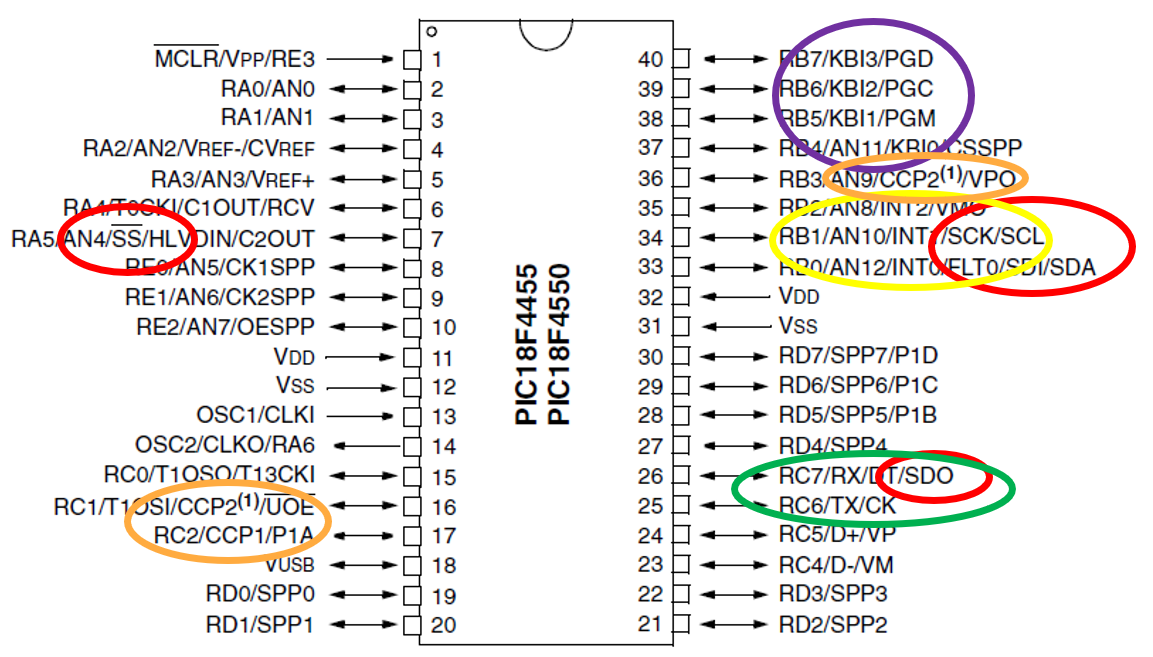 MCLR/VPP/RE3
RA0/AN0
RA1/AN1
RA2/AN2/VREF-/CVREF
RA3/AN3/VREF+
RA4/T0CKI/C1OUT/RCV
RA5/AN4/SS/HLVDIN/C2OUT
RE0/AN5/CK1SPP
RE1/AN6/CK2SPP
RE2/AN7/OESPP
VDD
VSS
OSC1/CLKI
OSC2/CLKO/RA6
RC0/T1OSO/T13CKI
RC1/T1OSI/CCP2(1)/UOE
RC2/CCP1/P1A
VUSB
RD0/SPP0
RD1/SPP1
1
2
3
4
5
6
7
8
9
10
11
12
13
14
15
16
17
18
19
20
PIC18F4455
PIC18F4550
40
39
38
37
36
35
34
33
32
31
30
29
28
27
26
25
24
23
22
21
RB7/KBI3/PGD
RB6/KBI2/PGC
RB5/KBI1/PGM
RB4/AN11/KBI0/CSSPP
RB3/AN9/CCP2(1)/VPO
RB2/AN8/INT2/VMO
RB1/AN10/INT1/SCK/SCL
RB0/AN12/INT0/FLT0/SDI/SDA
VDD
VSS
RD7/SPP7/P1D
RD6/SPP6/P1C
RD5/SPP5/P1B
RD4/SPP4
RC7/RX/DT/SDO
RC6/TX/CK
RC5/D+/VP
RC4/D-/VM
RD3/SPP3
RD2/SPP2